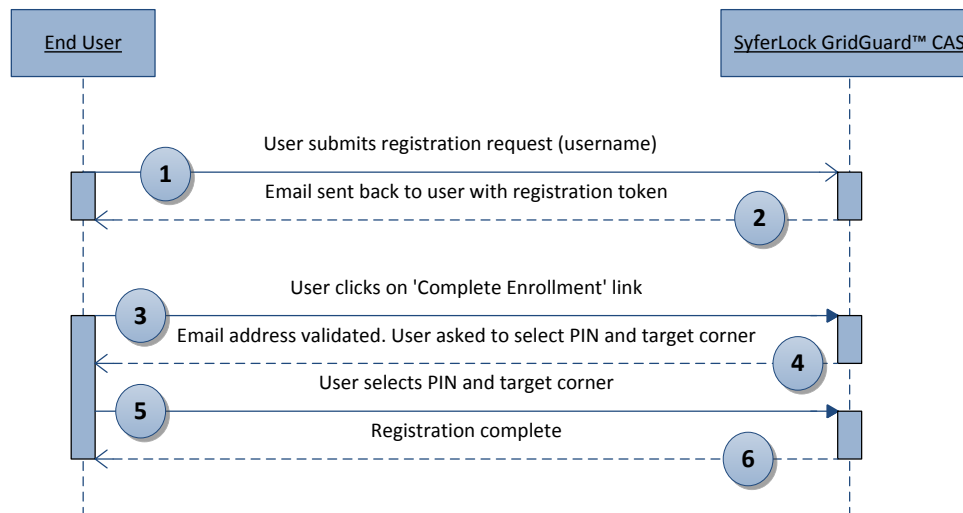 End User
SyferLock GridGuard™ CAS
User submits registration request (username)
1
Email sent back to user with registration token
2
User clicks on 'Complete Enrollment' link
3
Email address validated. User asked to select PIN and target corner
4
User selects PIN and target corner
5
Registration complete
6